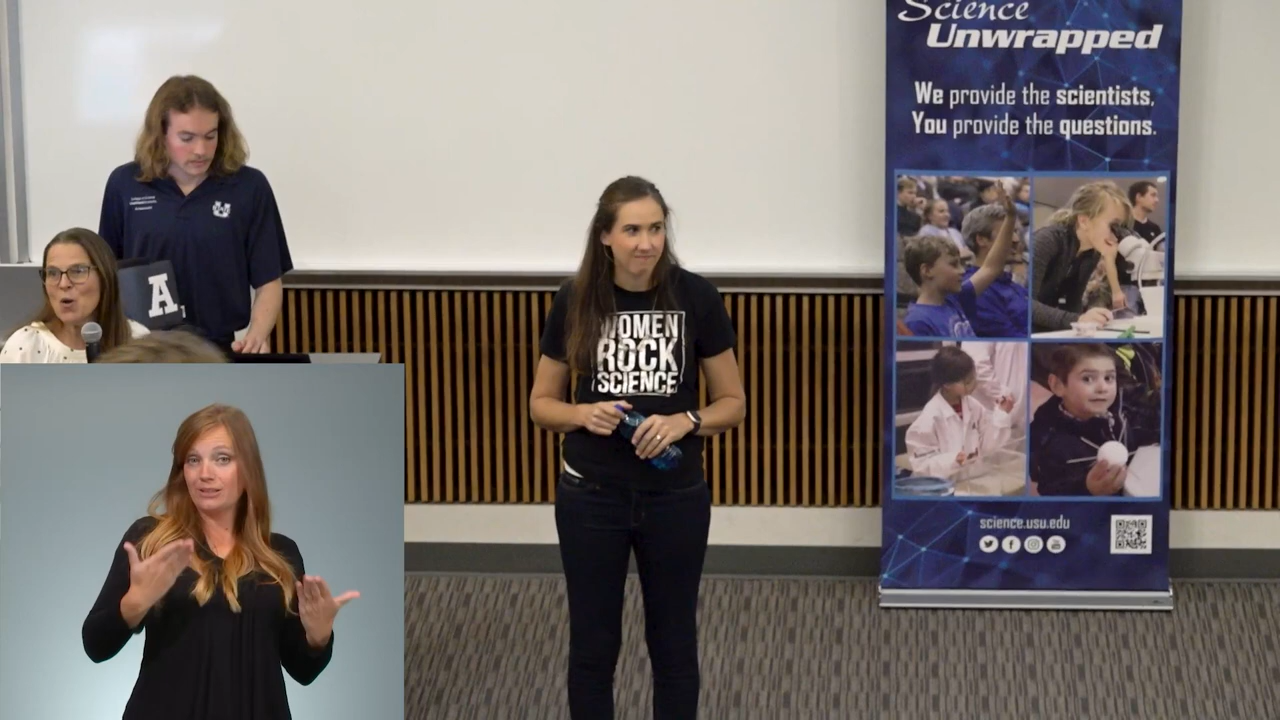 Science
Unwrapped
We provide the scientists,
You provide the questions.
A
WOMEN
ROCK
SCIENCE
science.usu.edu